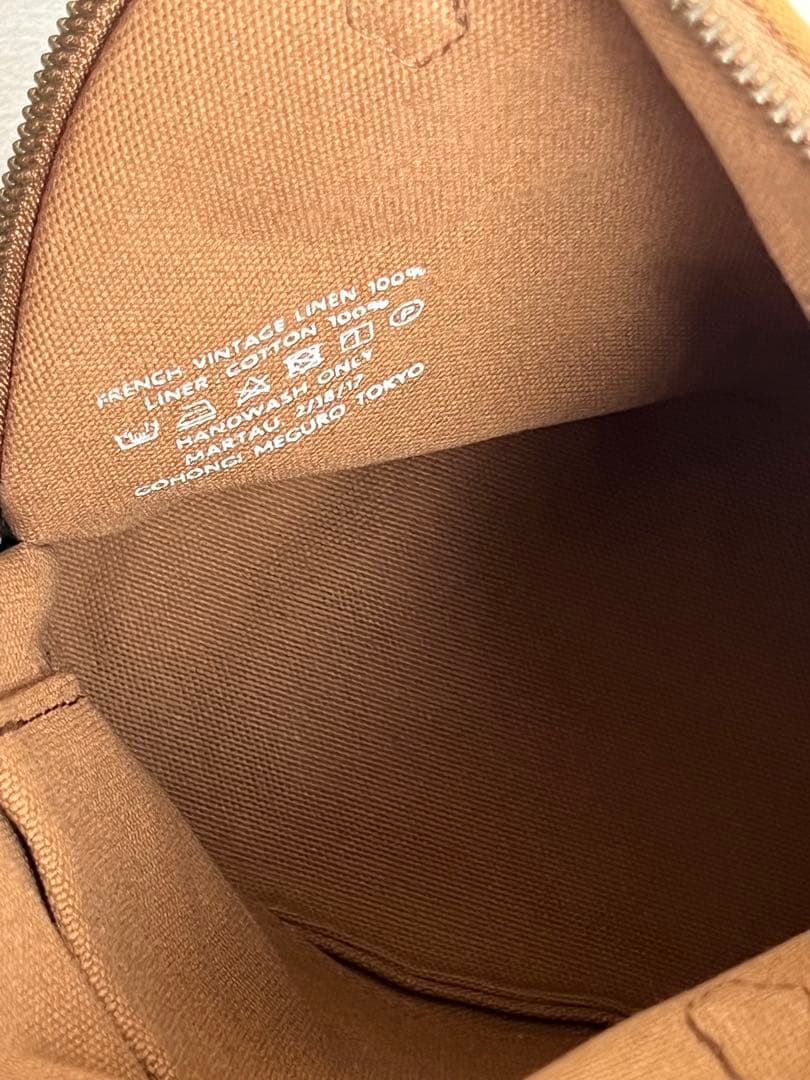 FRENCH VINTAGE LINEN 100%
LINER : COTTON 100%
P
HANDWASH ONLY
MARTAU 2/18/17
GOHONGI MEGURO TOKYO